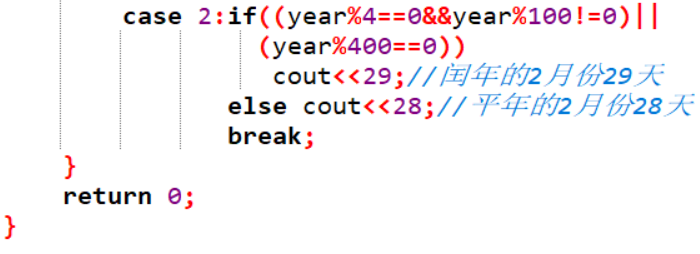 case 2:if((year%4==0&&year%100!=0)||
(year%400==0))
cout<<29;//闰年的2月份29天
else cout<<28;//平年的2月份28天
break;
}
return 0;
}